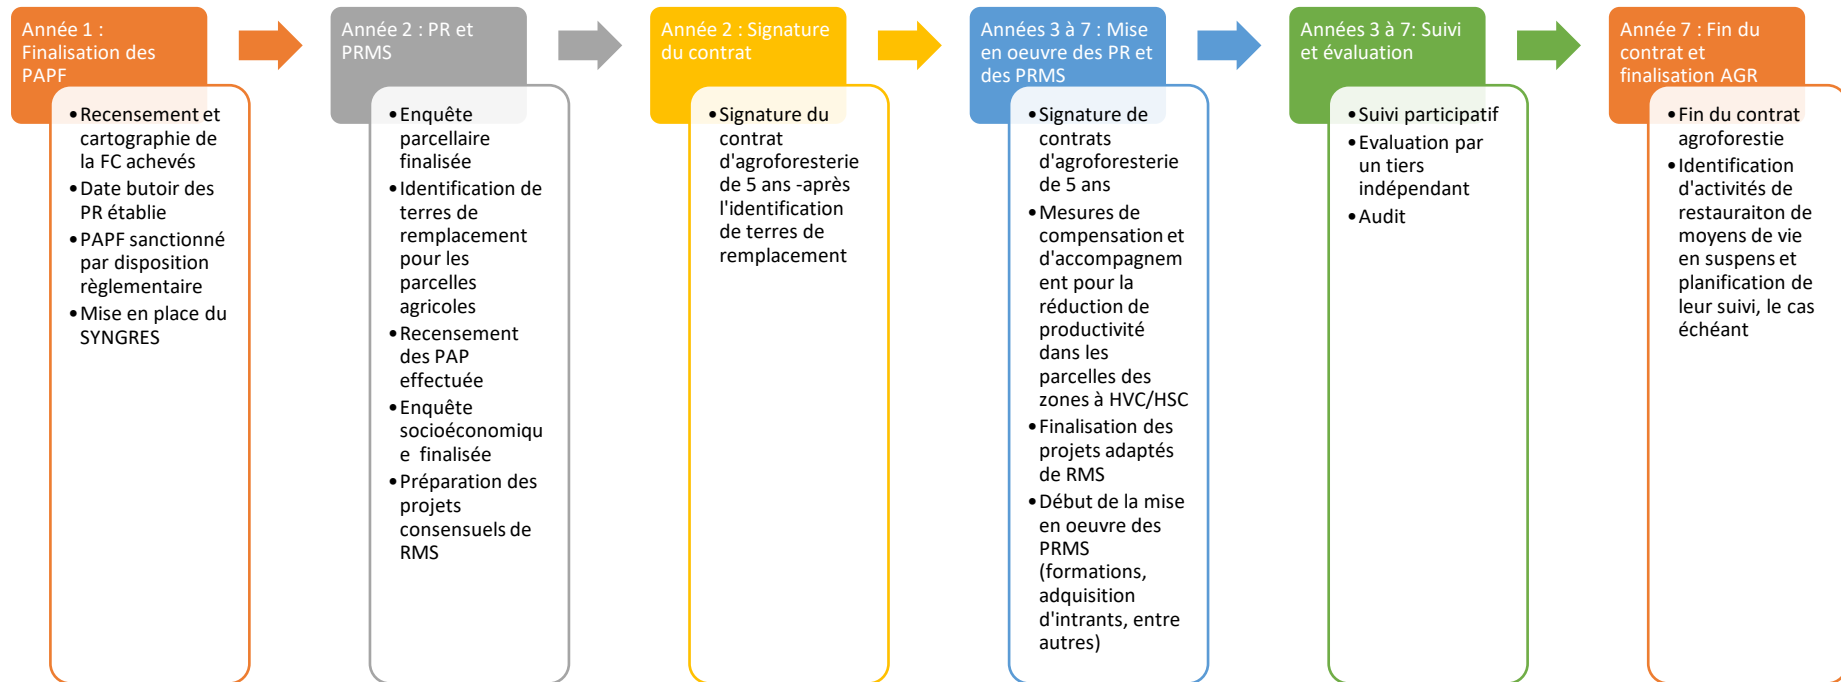 Année 1 :
Finalisation des
PAPF
•Recensement et
cartographie de
la FC achevés
•Date butoir des
PR établie
•PAPF sanctionné
par disposition
règlementaire
•Mise en place du
SYNGRES
Année 2 : PR et
PRMS
•Enquête
parcellaire
finalisée
•Identification de
terres de
remplacement
pour les
parcelles
agricoles
•Recensement
des PAP
effectuée
•Enquête
socioéconomiqu
e finalisée
•Préparation des
projets
consensuels de
RMS
Année 2 : Signature
du contrat
•Signature du
contrat
d'agroforesterie
de 5 ans -après
l'identification
de terres de
remplacement
Années 3 à 7 : Mise
en oeuvre des PR et
des PRMS
•Signature de
contrats
d'agroforesterie
de 5 ans
•Mesures de
compensation et
d'accompagnem
ent pour la
réduction de
productivité
dans les
parcelles des
zones à HVC/HSC
•Finalisation des
projets adaptés
de RMS
•Début de la mise
en oeuvre des
PRMS
(formations,
adquisition
d'intrants, entre
autres)
Années 3 à 7: Suivi
et évaluation
•Suivi participatif
•Evaluation par
un tiers
indépendant
•Audit
Année 7 : Fin du
contrat et
finalisation AGR
•Fin du contrat
agroforestie
•Identification
d'activités de
restauraiton de
moyens de vie
en suspens et
planification de
leur suivi, le cas
échéant